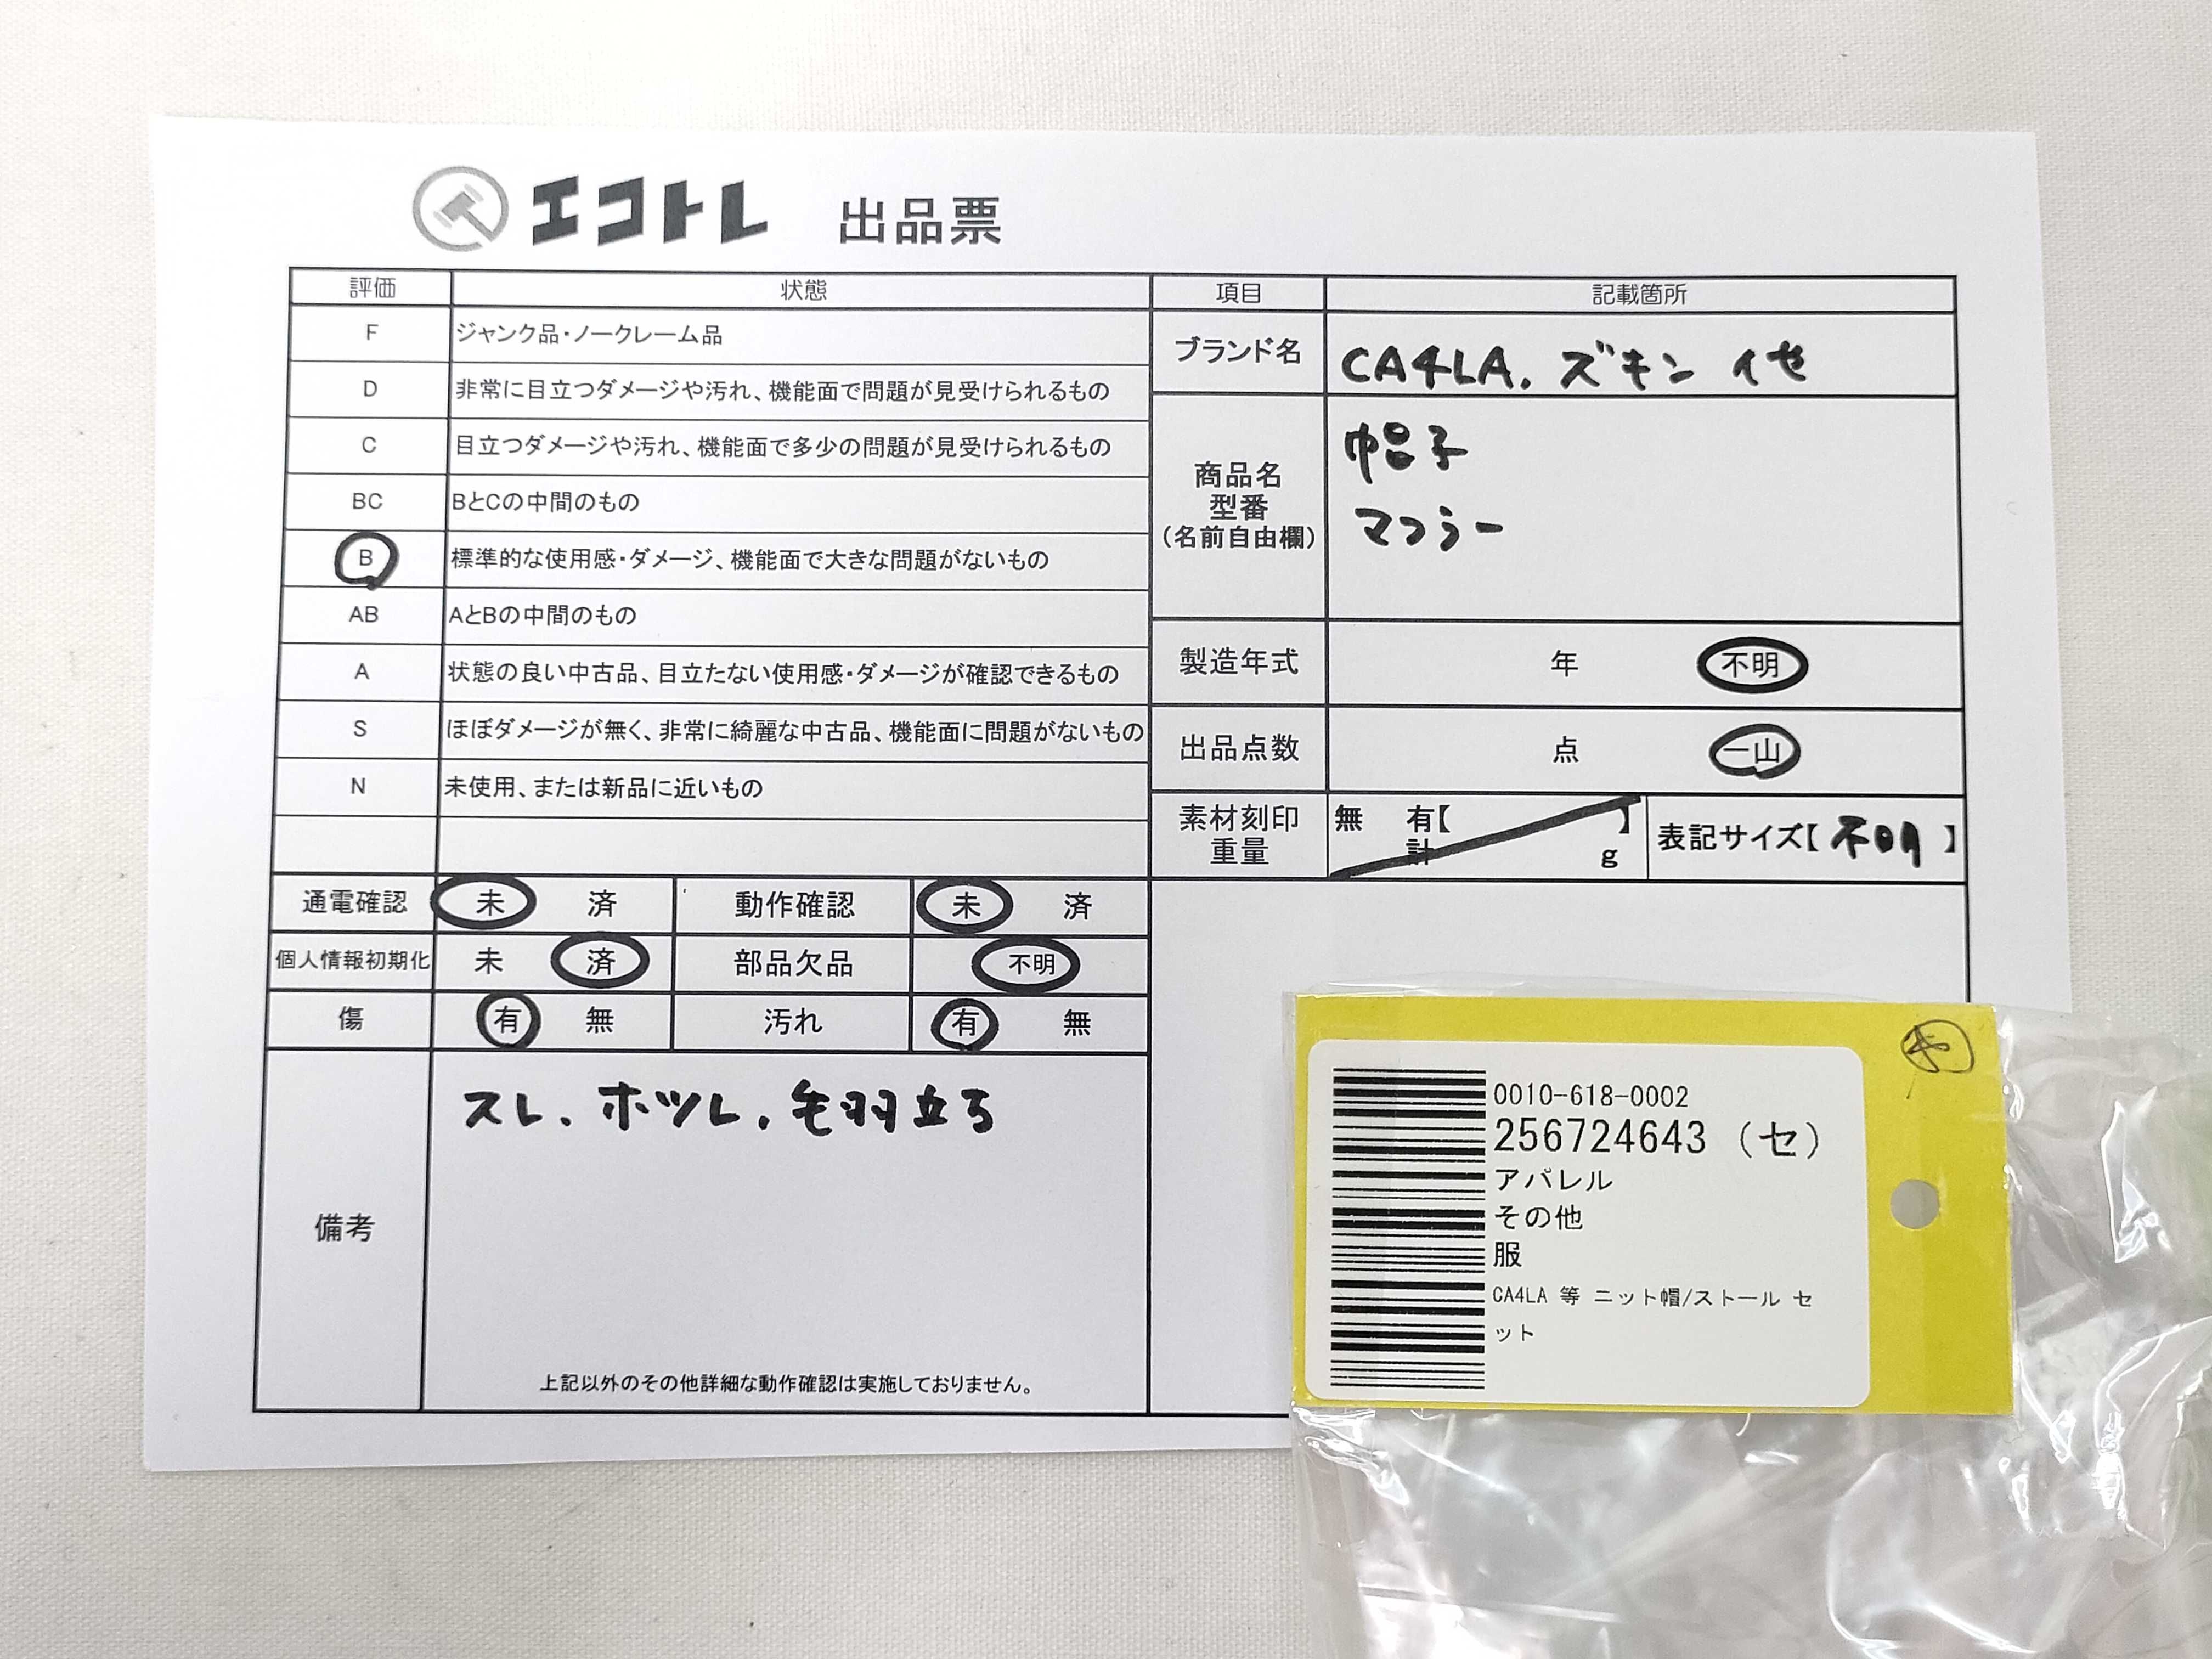 エコトレ 出品票
評価 状態
F ジャンク品・ノークレーム品
D 非常に目立つダメージや汚れ、機能面で問題が見受けられるもの
C 目立つダメージや汚れ、機能面で多少の問題が見受けられるもの
BC BとCの中間のもの
B 標準的な使用感・ダメージ、機能面で大きな問題がないもの
AB AとBの中間のもの
A 状態の良い中古品、目立たない使用感・ダメージが確認できるもの
S ほぼダメージが無く、非常に綺麗な中古品、機能面に問題がないもの
N 未使用、または新品に近いもの
通電確認 未 済 動作確認 未 済
個人情報初期化 未 済 部品欠品 不明
傷 有 無 汚れ 有 無
備考
スレ、ホツレ、毛羽立ち
上記以外のその他詳細な動作確認は実施しておりません。
項目 記載箇所
ブランド名 CA4LA. ズキン イセ
商品名
型番
(名前自由欄)
帽子
マフラー
製造年式 年 不明
出品点数 点 一山
素材刻印
重量
無 有【 】
計 g
表記サイズ【不明】
0010-618-0002
256724643 (セ)
アパレル
その他
服
CA4LA 等 ニット帽/ストール セ
ット